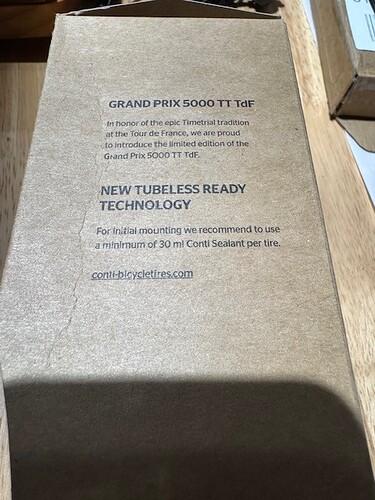 GRAND PRIX 5000 TT TdF
In honor of the epic Timetrial tradition
at the Tour de France, we are proud
to introduce the limited edition of the
Grand Prix 5000 TT TdF.
NEW TUBELESS READY
TECHNOLOGY
For initial mounting we recommend to use
a minimum of 30 ml Conti Sealant per tire.
conti-bicycletires.com